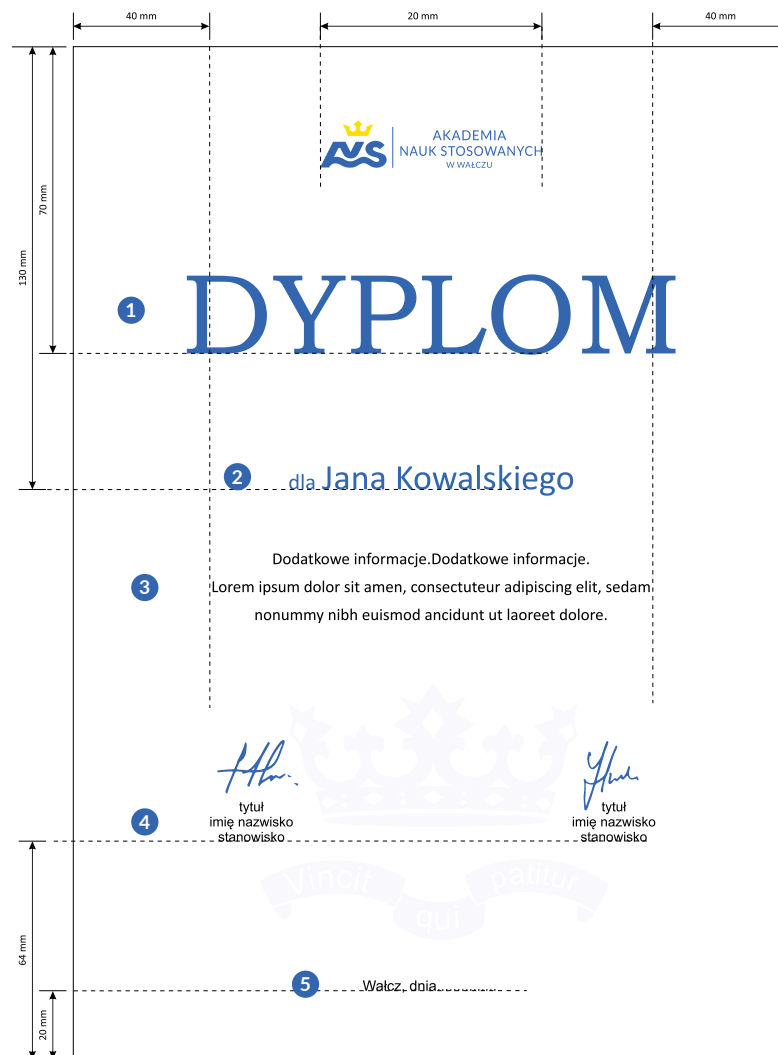 40 mm
20 mm
40 mm
AKADEMIA
NAUK STOSOWANYCH
W WAŁCZU
ANS
70 mm
130 mm
1
DYPLOM
2
dla Jana Kowalskiego
Dodatkowe informacje.Dodatkowe informacje.
3
Lorem ipsum dolor sit amen, consectuteur adipiscing elit, sedam
nonummy nibh euismod ancidunt ut laoreet dolore.
tytuł
imię nazwisko
stanowisko
tytuł
imię nazwisko
stanowisko
4
Vincit
qui
patitur
64 mm
5
Wałcz, dnia..............
20 mm